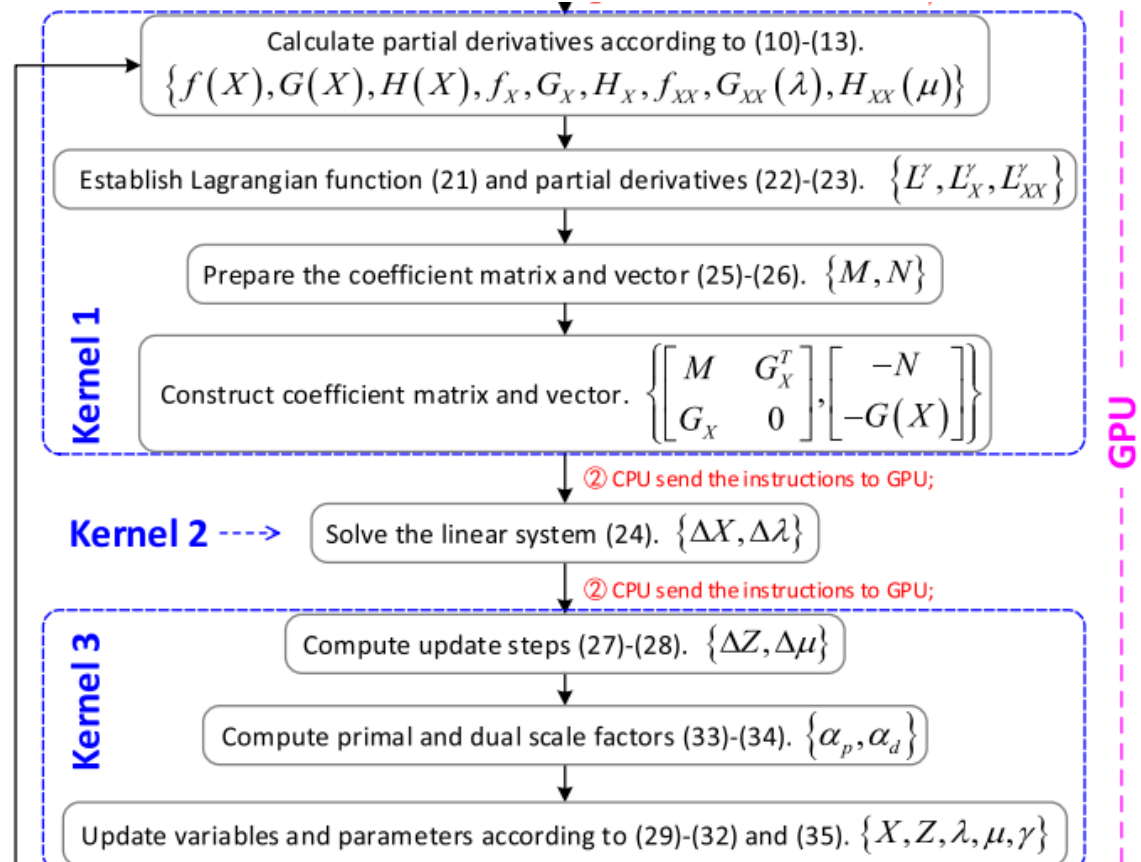 Calculate partial derivatives according to (10)-(13).
{f(X),G(X),H(X),f_X,G_X,H_X,f_XX,G_XX(λ),H_XX(μ)}
Establish Lagrangian function (21) and partial derivatives (22)-(23). {L^γ,L^γ_X,L^γ_XX}
Prepare the coefficient matrix and vector (25)-(26). {M,N}
Kernel 1
Construct coefficient matrix and vector. {[M G_X^T; G_X 0],[-N; -G(X)]}
② CPU send the instructions to GPU;
Kernel 2
Solve the linear system (24). {ΔX,Δλ}
② CPU send the instructions to GPU;
Kernel 3
Compute update steps (27)-(28). {ΔZ,Δμ}
Compute primal and dual scale factors (33)-(34). {α_p,α_d}
Update variables and parameters according to (29)-(32) and (35). {X,Z,λ,μ,γ}
GPU